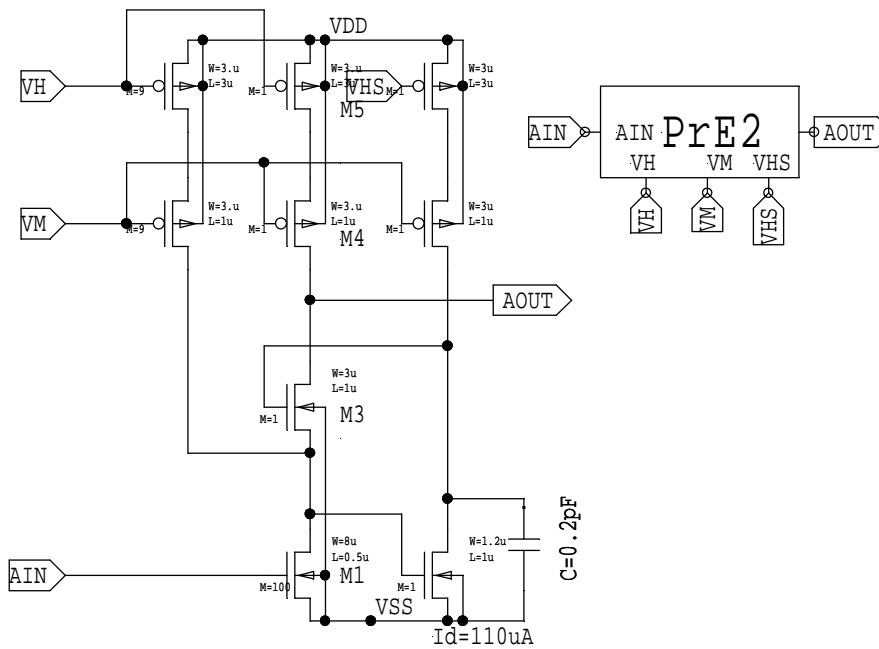 VDD
VH
M=9
W=3.u
L=3u
M=1
W=3.u
L=3u
M5
VHS
M=1
W=3u
L=3u
VM
M=9
W=3.u
L=1u
M=1
W=3.u
L=1u
M4
M=1
W=3u
L=1u
AOUT
W=3u
L=1u
M=1
M3
AIN
W=8u
L=0.5u
M=100
M1
W=1.2u
L=1u
M=1
C=0.2pF
VSS
Id=110uA
AIN
AIN
PrE2
AOUT
VH
VM
VHS
VH
VM
VHS